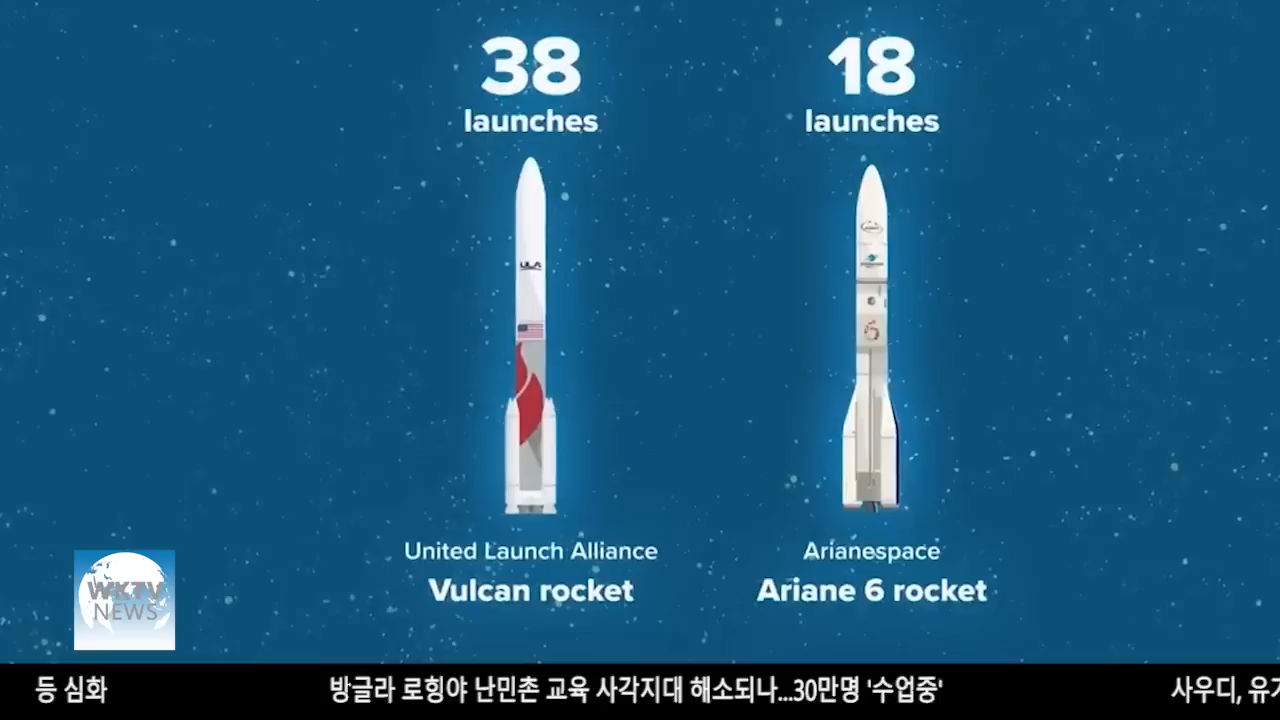 38
launches
18
launches
ULA
6
United Launch Alliance
Vulcan rocket
Arianespace
Ariane 6 rocket
WKTV
NEWS
등 심화
방글라 로힝야 난민촌 교육 사각지대 해소되나...30만명 '수업중'
사우디, 유